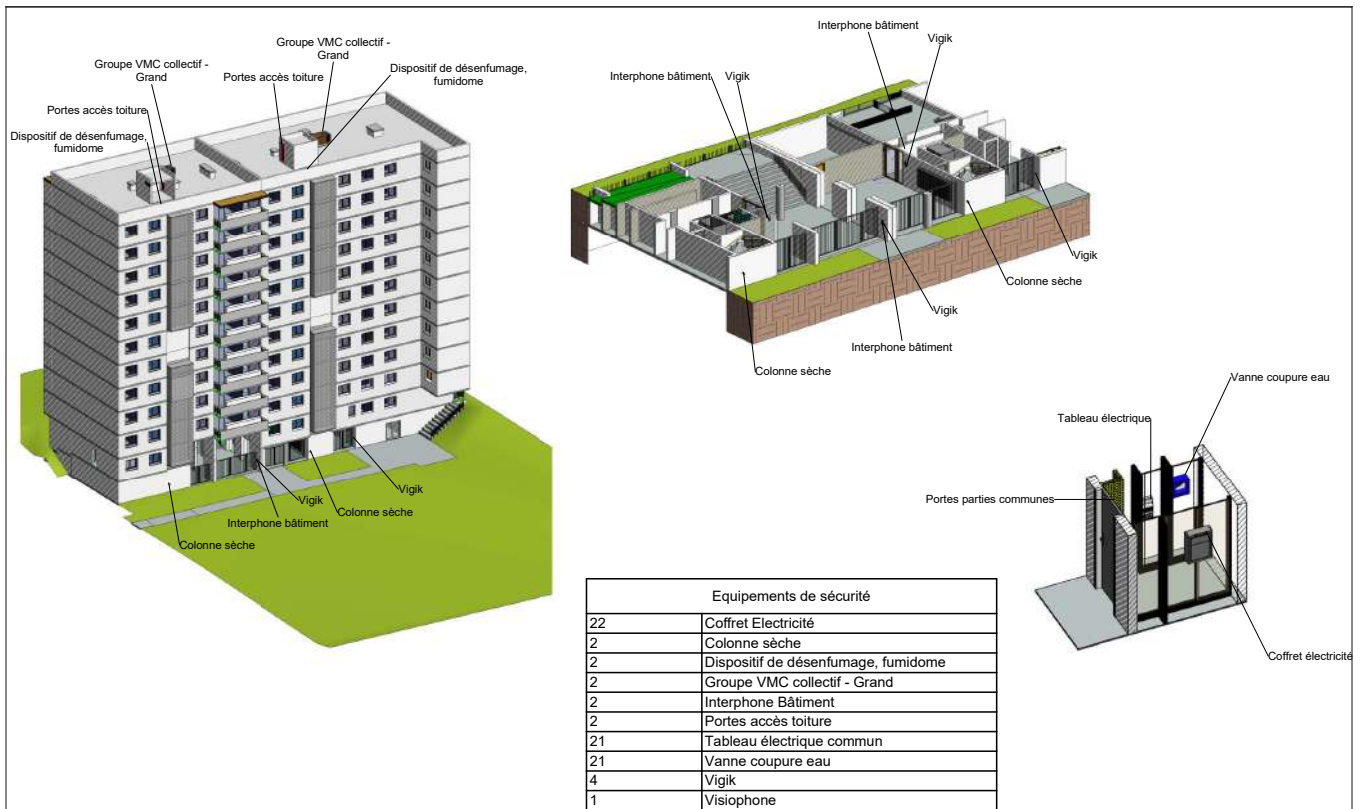 Groupe VMC collectif -
Grand
Groupe VMC collectif -
Grand
Portes accès toiture
Dispositif de désenfumage,
fumidome
Portes accès toiture
Dispositif de désenfumage,
fumidome
Vigik
Vigik
Interphone bâtiment
Colonne sèche
Colonne sèche
Interphone bâtiment
Vigik
Interphone bâtiment
Vigik
Vigik
Colonne sèche
Vigik
Interphone bâtiment
Colonne sèche
Vanne coupure eau
Tableau électrique
Portes parties communes
Coffret électricité
Equipements de sécurité
22 Coffret Electricité
2 Colonne sèche
2 Dispositif de désenfumage, fumidome
2 Groupe VMC collectif - Grand
2 Interphone Bâtiment
2 Portes accès toiture
21 Tableau électrique commun
21 Vanne coupure eau
4 Vigik
1 Visiophone